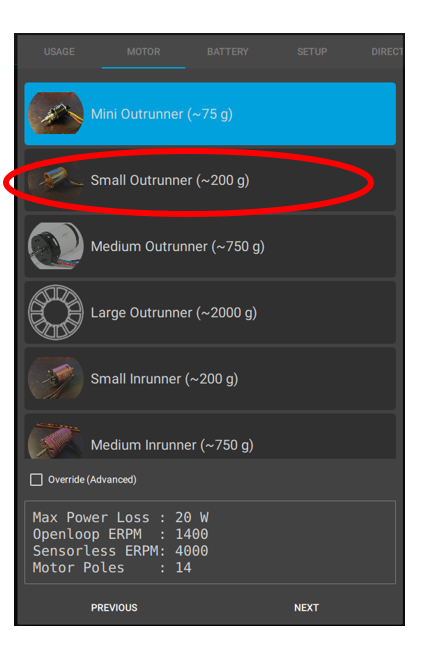 USAGE MOTOR BATTERY SETUP DIRECT
Mini Outrunner (~75 g)
Small Outrunner (~200 g)
Medium Outrunner (~750 g)
Large Outrunner (~2000 g)
Small Inrunner (~200 g)
Medium Inrunner (~750 g)
Override (Advanced)
Max Power Loss : 20 W
Openloop ERPM : 1400
Sensorless ERPM: 4000
Motor Poles : 14
PREVIOUS NEXT